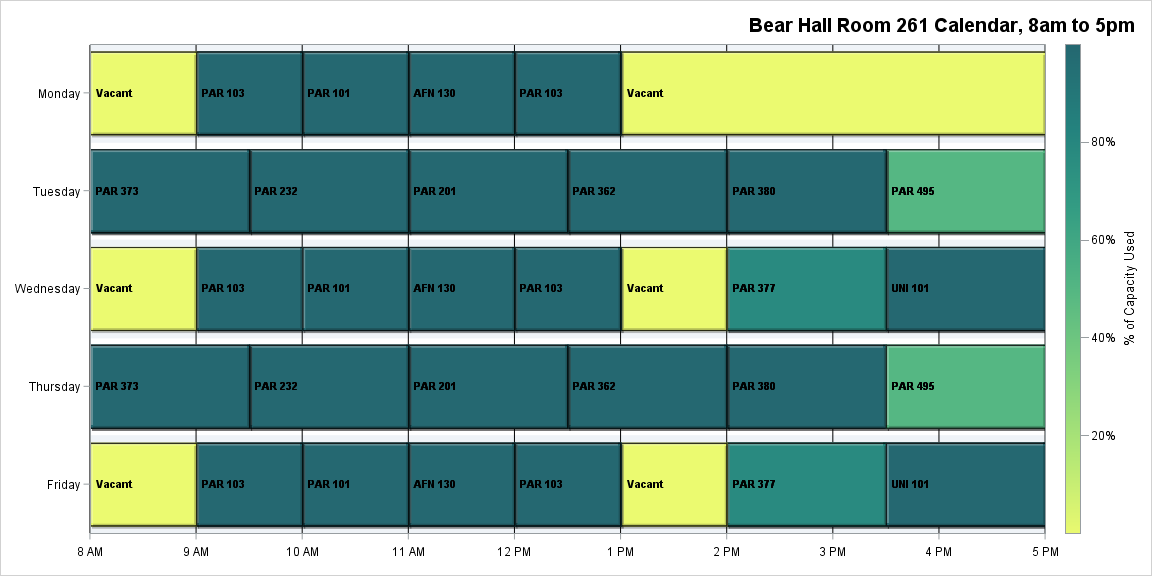 Bear Hall Room 261 Calendar, 8am to 5pm
Monday
Vacant
PAR 103
PAR 101
AFN 130
PAR 103
Vacant
Tuesday
PAR 373
PAR 232
PAR 201
PAR 362
PAR 380
PAR 495
Wednesday
Vacant
PAR 103
PAR 101
AFN 130
PAR 103
Vacant
PAR 377
UNI 101
Thursday
PAR 373
PAR 232
PAR 201
PAR 362
PAR 380
PAR 495
Friday
Vacant
PAR 103
PAR 101
AFN 130
PAR 103
Vacant
PAR 377
UNI 101
8 AM
9 AM
10 AM
11 AM
12 PM
1 PM
2 PM
3 PM
4 PM
5 PM
80%
60%
40%
20%
% of Capacity Used